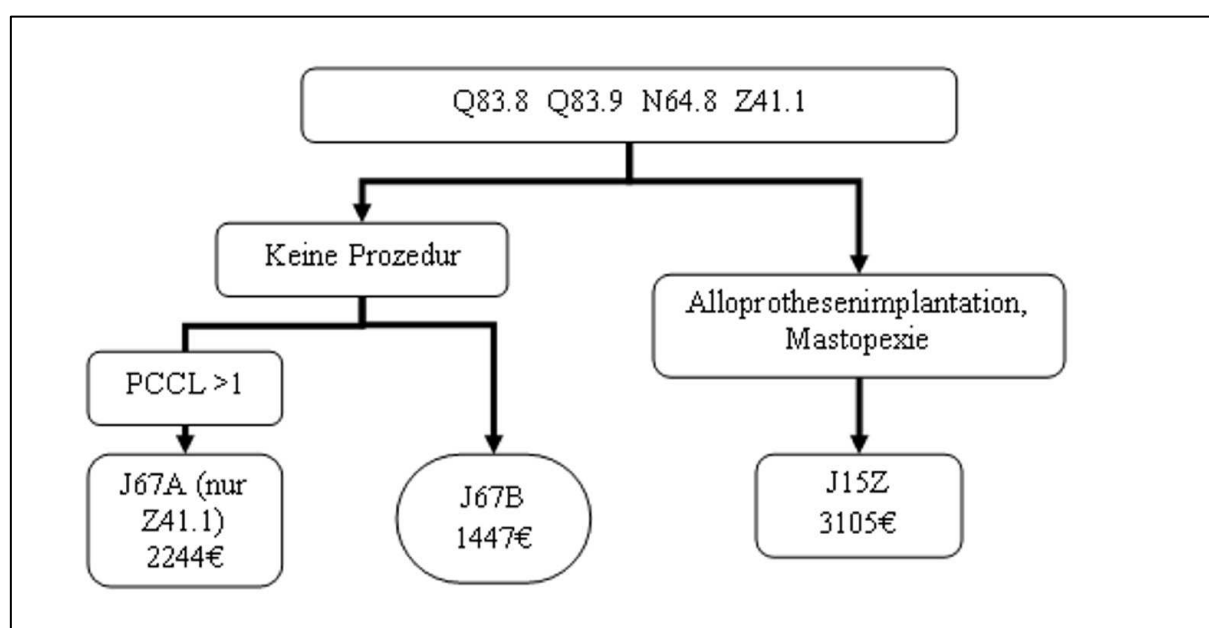 Q83.8 Q83.9 N64.8 Z41.1
Keine Prozedur
Alloprothesenimplantation,
Mastopexie
PCCL >1
J67A (nur
Z41.1)
2244€
J67B
1447€
J15Z
3105€